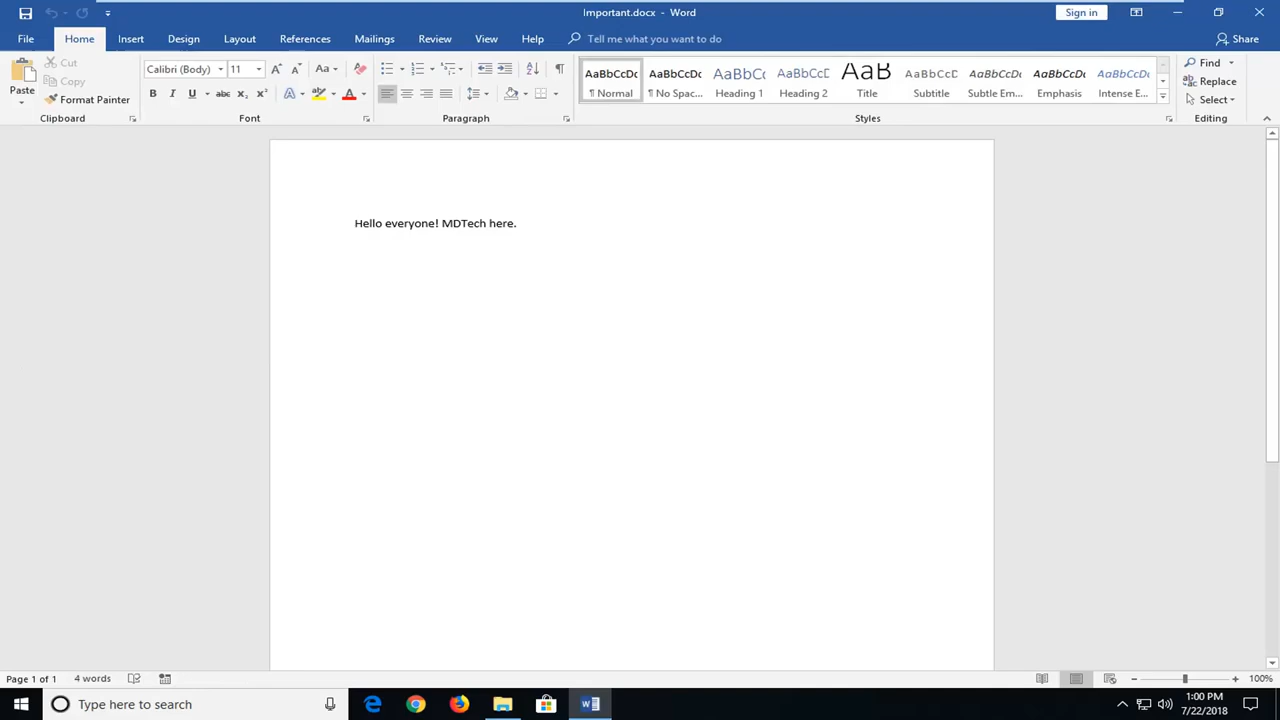 Important.docx - Word
Sign in
File Home Insert Design Layout References Mailings Review View Help Tell me what you want to do Share
Paste
Cut
Copy
Format Painter
Clipboard
Calibri (Body) 11
Aa
B I U abc X₂ X²
A A
Font
Paragraph
AaBbCcDc AaBbCcDc AaBbCc AaBbCcD AaB AaBbCcD AaBbCcDc AaBbCcDc AaBbCcDc
¶ Normal ¶ No Spac... Heading 1 Heading 2 Title Subtitle Subtle Em... Emphasis Intense E...
Styles
Find
Replace
Select
Editing
Hello everyone! MDTech here.
Page 1 of 1 4 words 100%
Type here to search
1:00 PM
7/22/2018